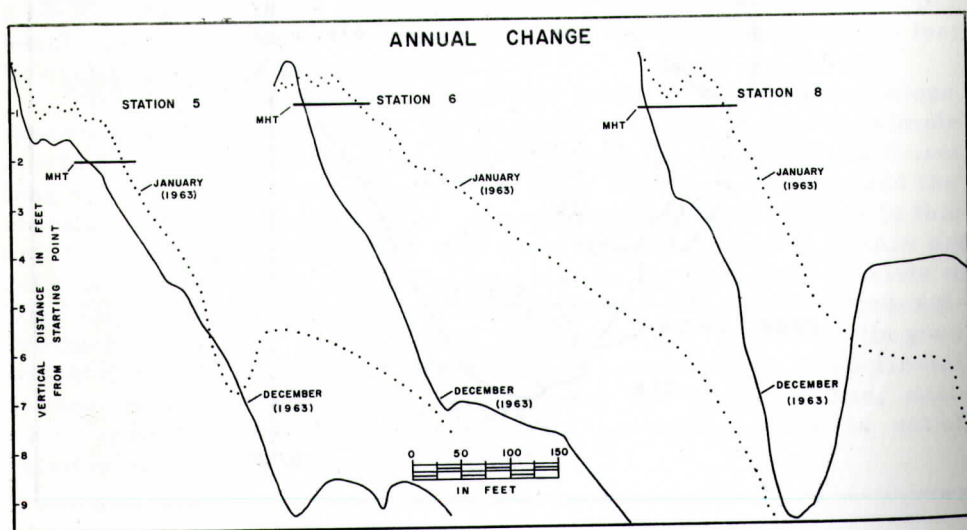 ANNUAL CHANGE
STATION 5
STATION 6
STATION 8
MHT
MHT
MHT
JANUARY
(1963)
JANUARY
(1963)
JANUARY
(1963)
DECEMBER
(1963)
DECEMBER
(1963)
DECEMBER
(1963)
VERTICAL DISTANCE IN FEET
FROM STARTING POINT
-1
-2
-3
-4
-5
-6
-7
-8
-9
0 50 100 150
IN FEET